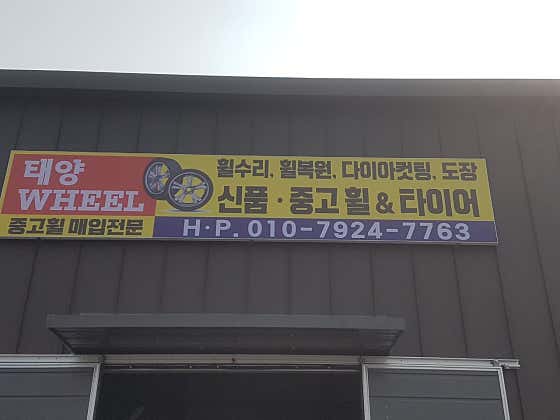 태양
WHEEL
중고휠 매입전문
휠수리, 휠복원, 다이아컷팅, 도장
신품·중고 휠 & 타이어
H·P. 010-7924-7763